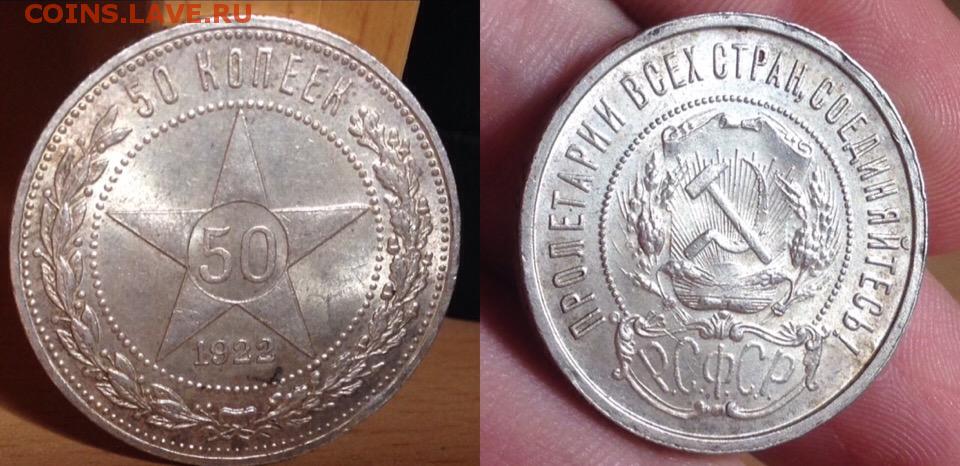 COINS.LAVE.RU
50 КОПЕЕК
50
1922
ПРОЛЕТАРИИ ВСЕХ СТРАН, СОЕДИНЯЙТЕСЬ!
Р.С.Ф.С.Р.